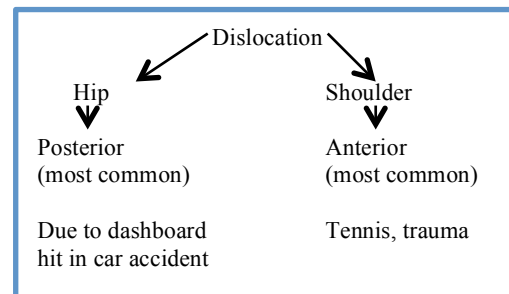 Dislocation
Hip
Shoulder
Posterior
(most common)
Anterior
(most common)
Due to dashboard
hit in car accident
Tennis, trauma